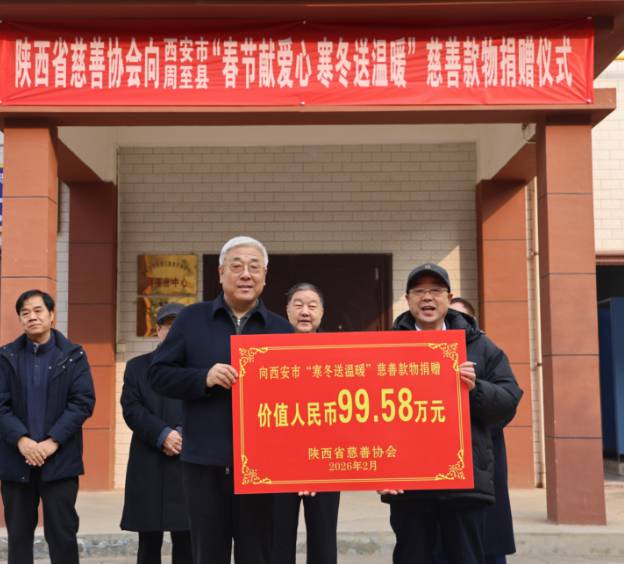 陕西省慈善协会向西安市周至县“春节献爱心 寒冬送温暖”慈善款物捐赠仪式
向西安市“寒冬送温暖”慈善款物捐赠
价值人民币99.58万元
陕西省慈善协会
2026年2月